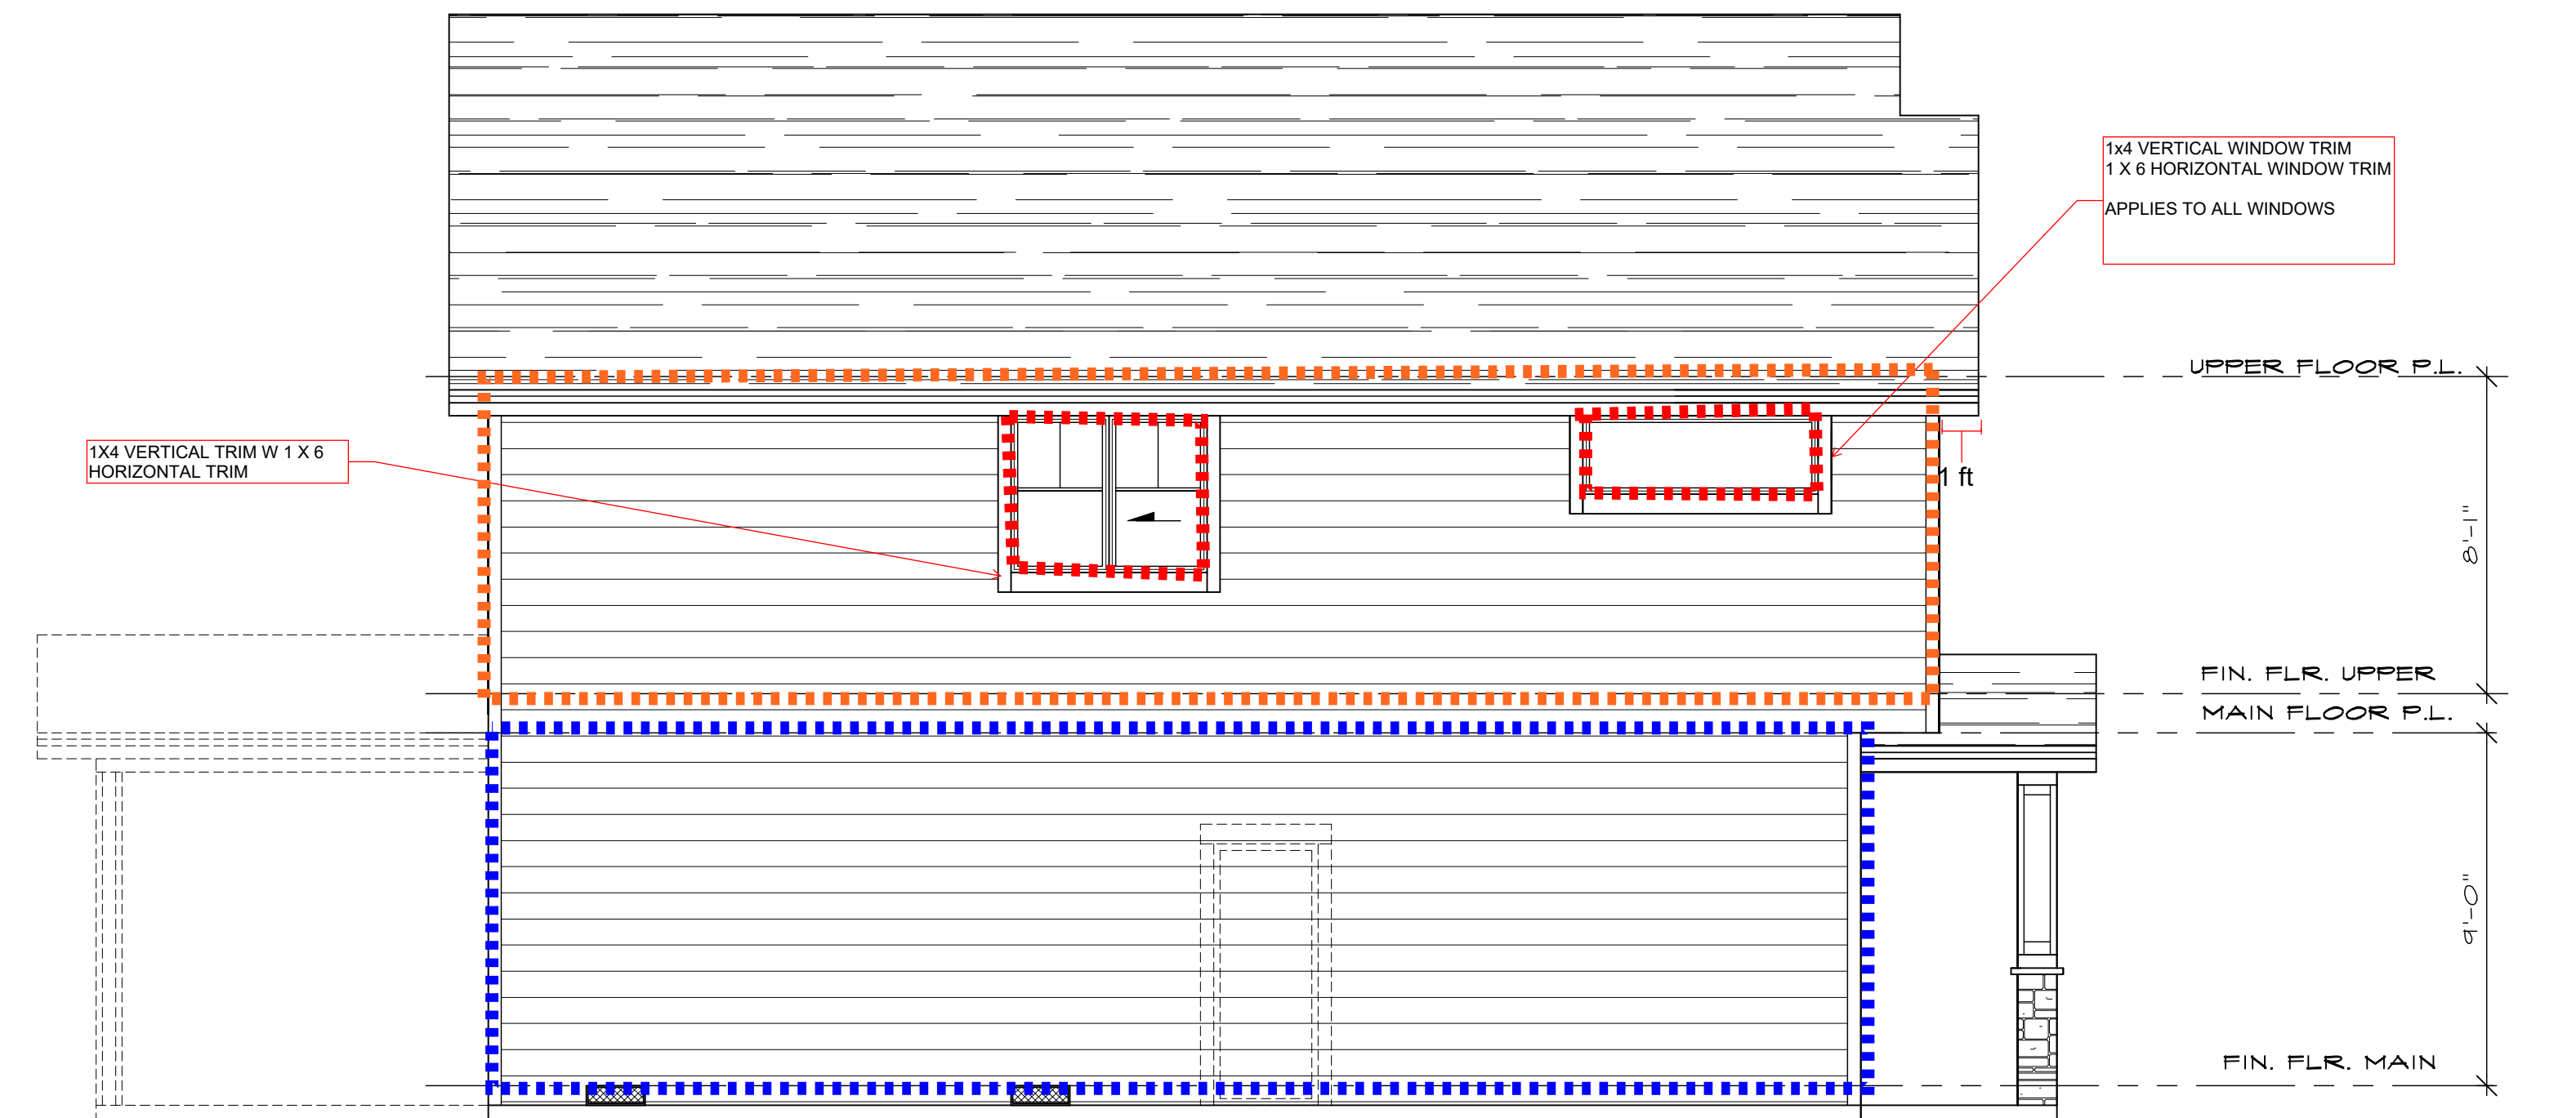 1x4 VERTICAL WINDOW TRIM
1 X 6 HORIZONTAL WINDOW TRIM
APPLIES TO ALL WINDOWS
UPPER FLOOR P.L.
1X4 VERTICAL TRIM W 1 X 6
HORIZONTAL TRIM
1 ft
8'-1"
FIN. FLR. UPPER
MAIN FLOOR P.L.
9'-0"
FIN. FLR. MAIN